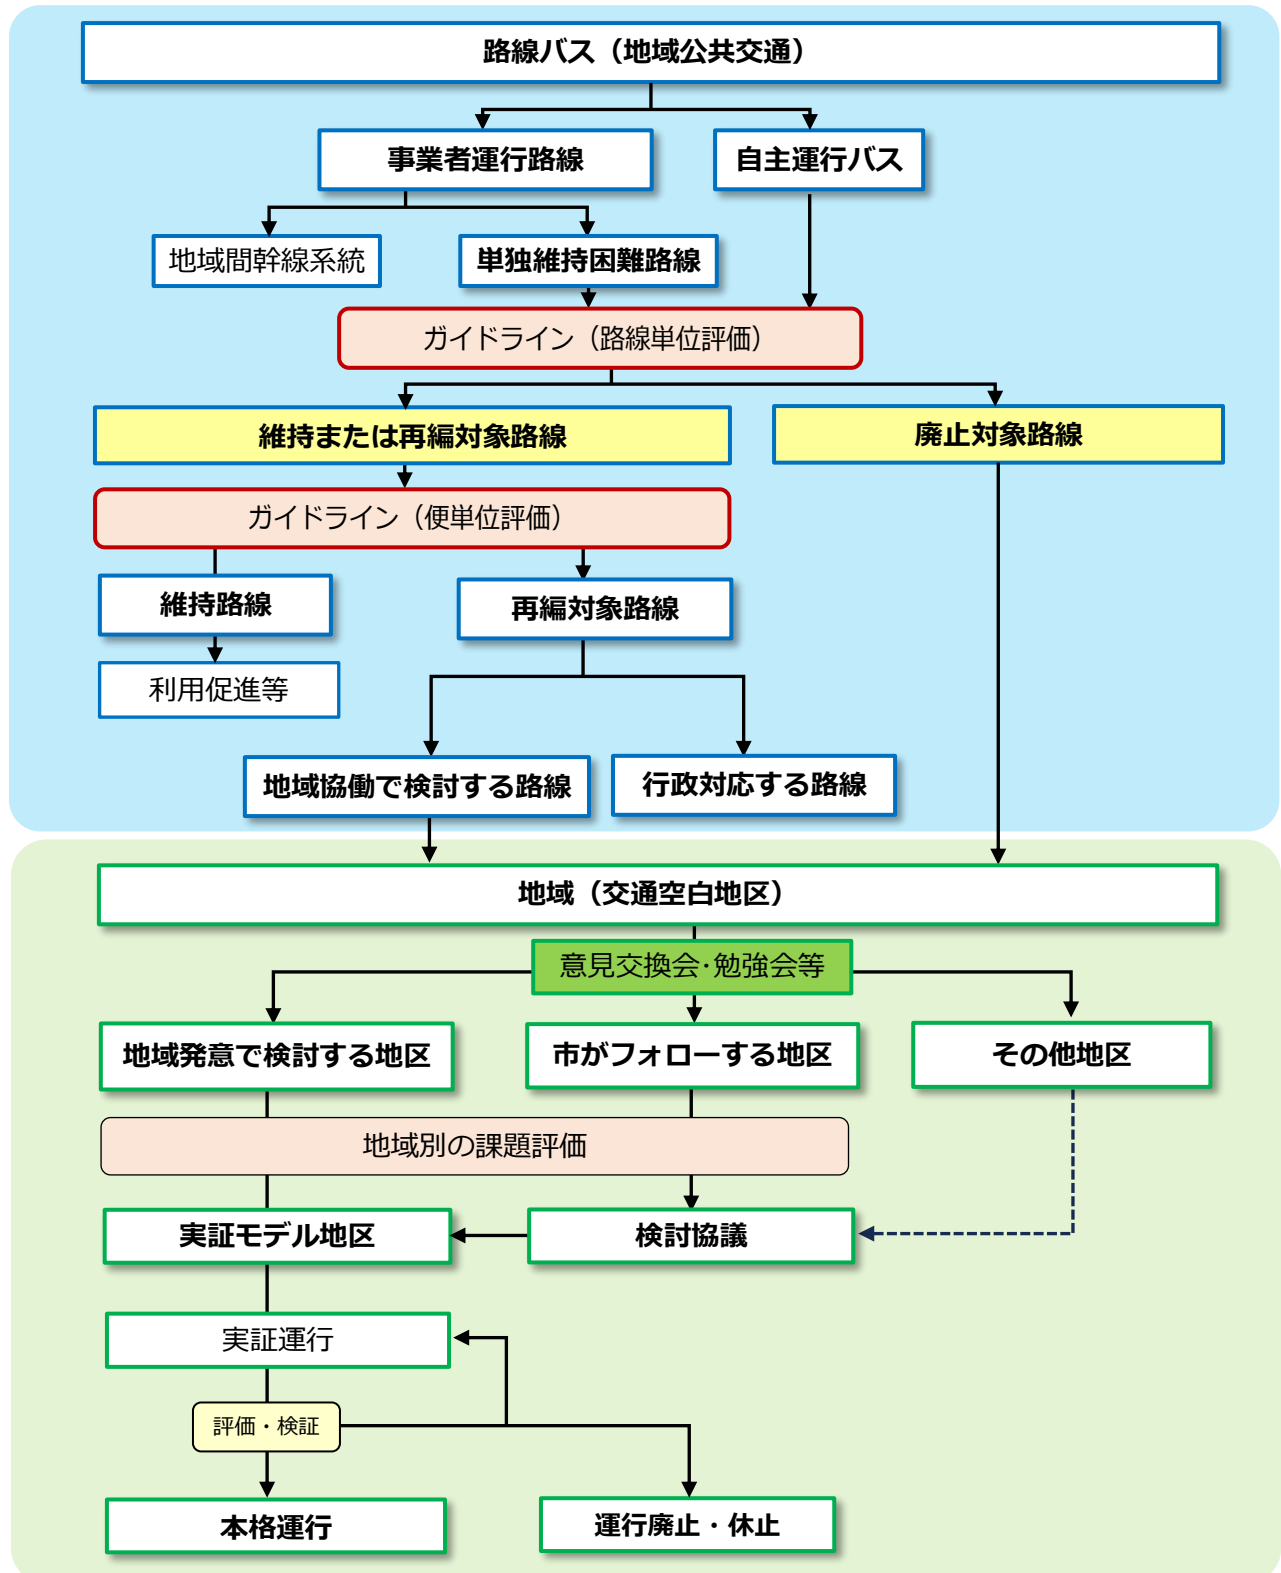 路線バス（地域公共交通）
事業者運行路線
自主運行バス
地域間幹線系統
単独維持困難路線
ガイドライン（路線単位評価）
維持または再編対象路線
廃止対象路線
ガイドライン（便単位評価）
維持路線
再編対象路線
利用促進等
地域協働で検討する路線
行政対応する路線
地域（交通空白地区）
意見交換会･勉強会等
地域発意で検討する地区
市がフォローする地区
その他地区
地域別の課題評価
実証モデル地区
検討協議
実証運行
評価・検証
本格運行
運行廃止・休止